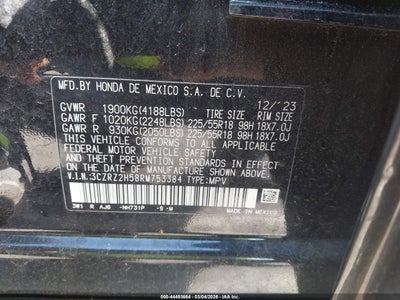 MFD.BY HONDA DE MEXICO S.A. DE C.V.
12/'23
GVWR 1900KG(4188LBS) TIRE SIZE RIM SIZE
GAWR F 1020KG(2248LBS) 225/55R18 98H 18X7.0J
GAWR R 930KG(2050LBS) 225/55R18 98H 18X7.0J
THIS VEHICLE CONFORMS TO ALL APPLICABLE
FEDERAL MOTOR VEHICLE SAFETY AND THEFT
PREVENTION STANDARDS IN EFFECT ON THE DATE
OF MANUFACTURE SHOWN ABOVE.
V.I.N.:3CZRZ2H58RM753384 TYPE:MPV
3W1 R AJ6 -NH731P -S -M
MADE IN MEXICO
© - 44493664 - 03/04/2026 - IAA, Inc.